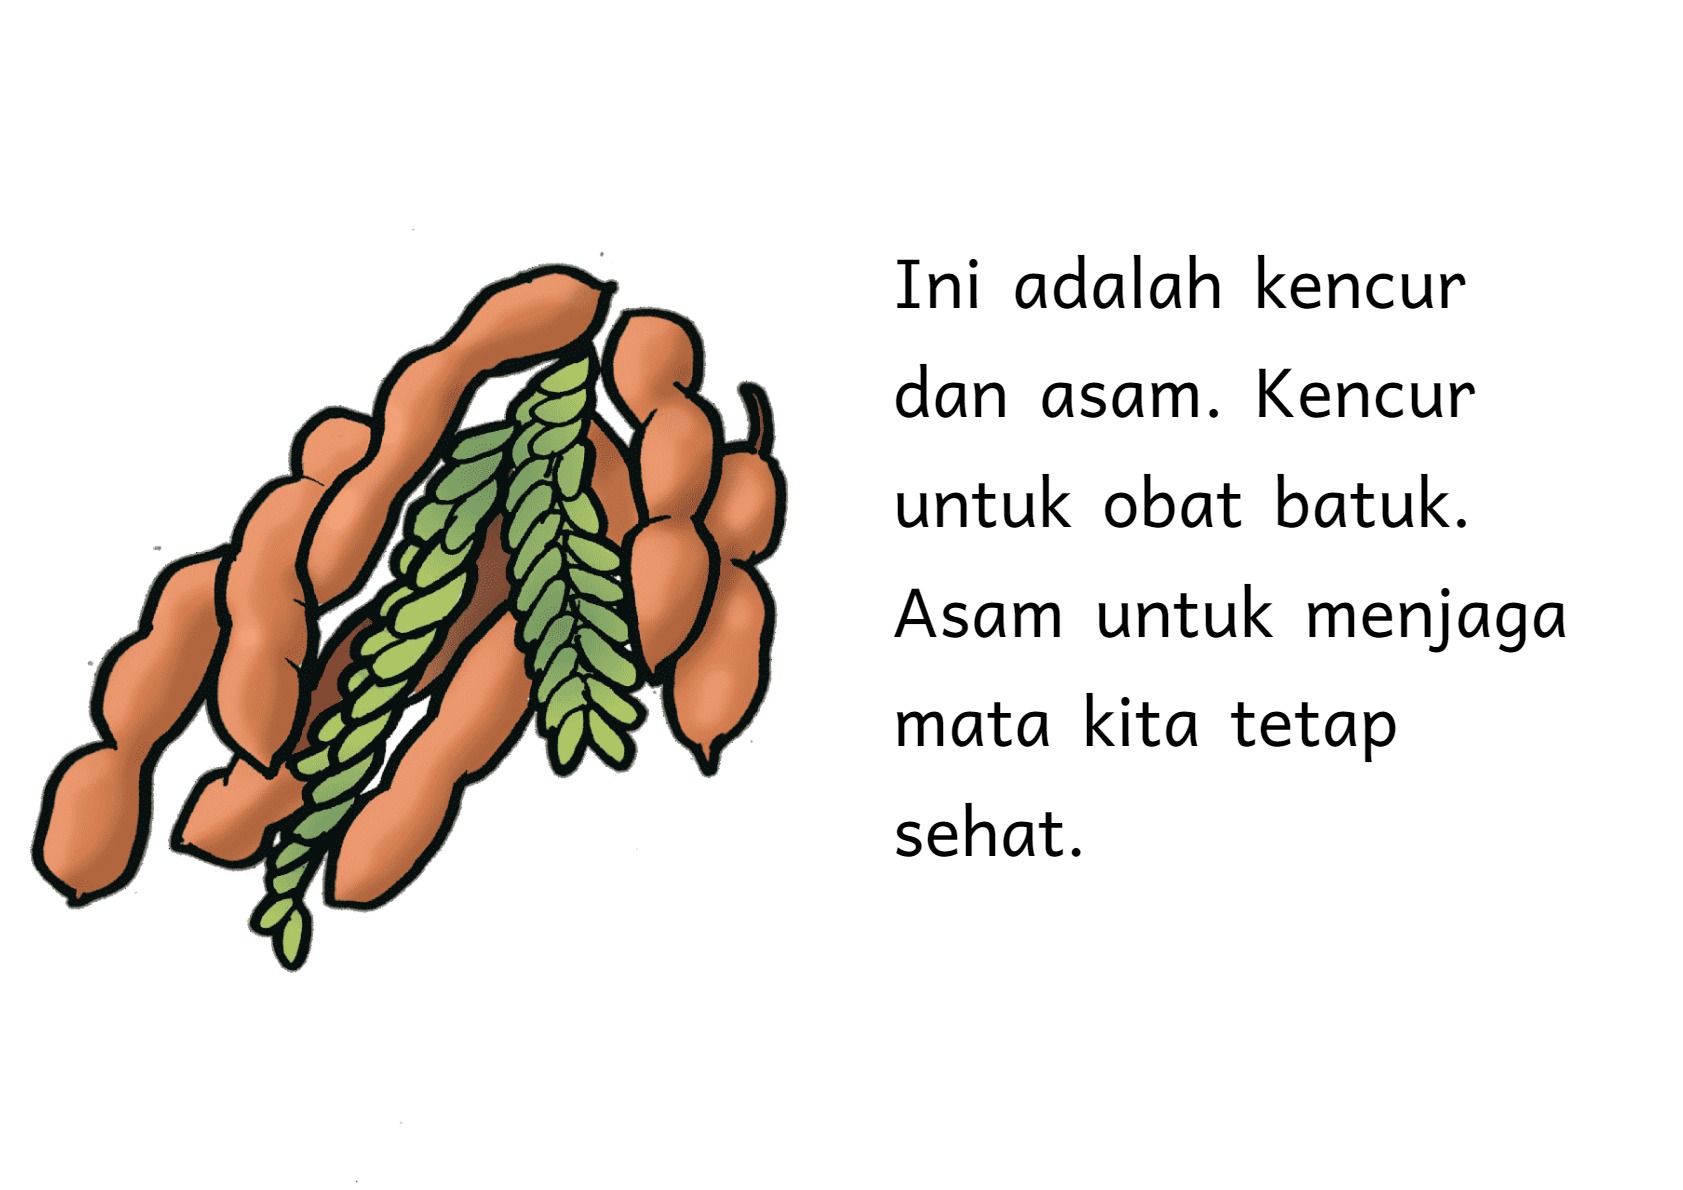 Ini adalah kencur
dan asam. Kencur
untuk obat batuk.
Asam untuk menjaga
mata kita tetap
sehat.